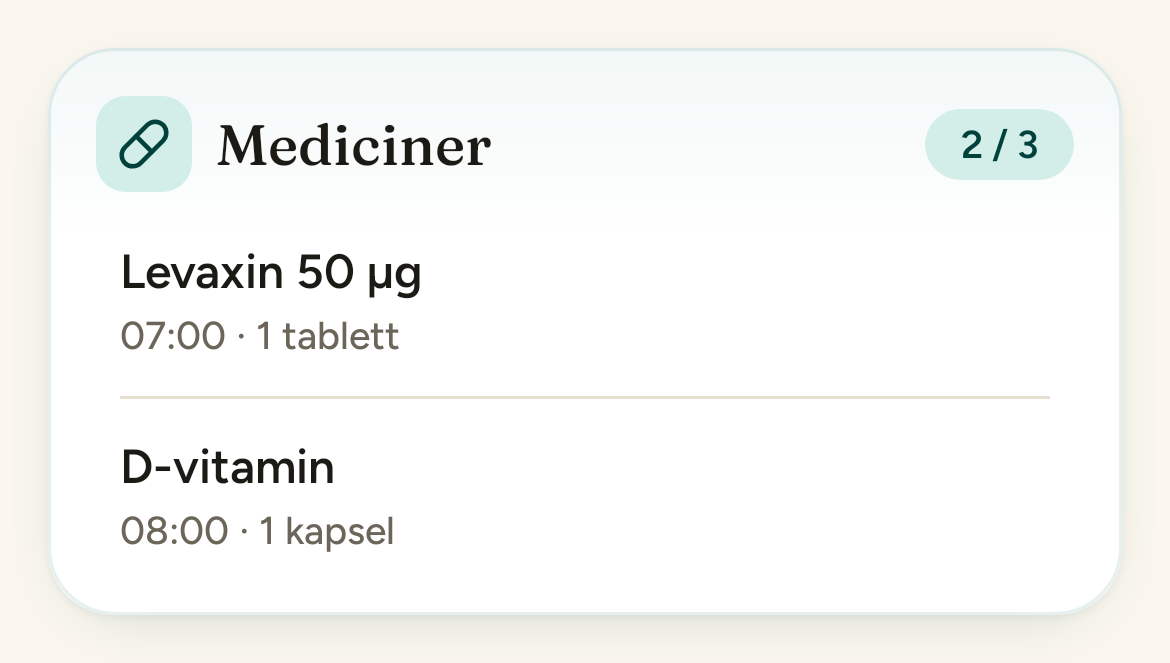 Mediciner
2 / 3
Levaxin 50 µg
07:00 · 1 tablett
D-vitamin
08:00 · 1 kapsel